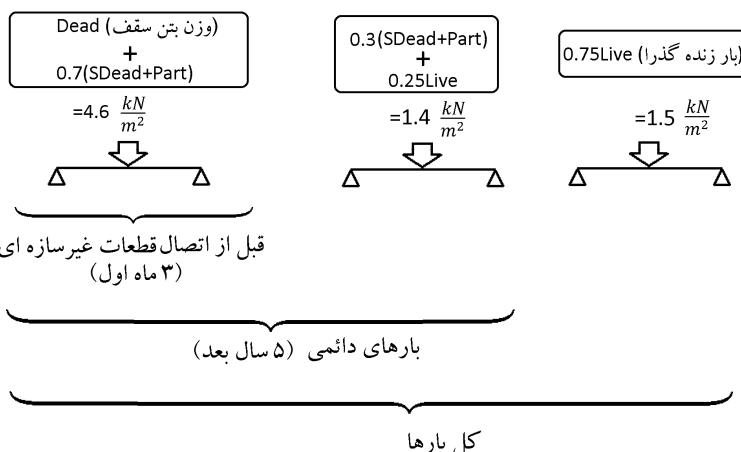 Dead (وزن بتن سقف)
+
0.7(SDead+Part)
=4.6 kN/m²
0.3(SDead+Part)
+
0.25Live
=1.4 kN/m²
0.75Live (بار زنده گذرا)
=1.5 kN/m²
قبل از اتصال قطعات غیرسازه ای
(۳ ماه اول)
بارهای دائمی (۵ سال بعد)
کل بارها